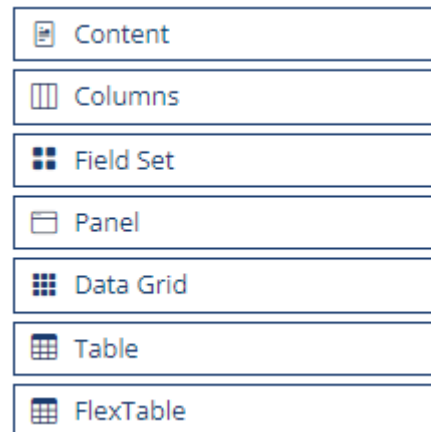 Content
Columns
Field Set
Panel
Data Grid
Table
FlexTable